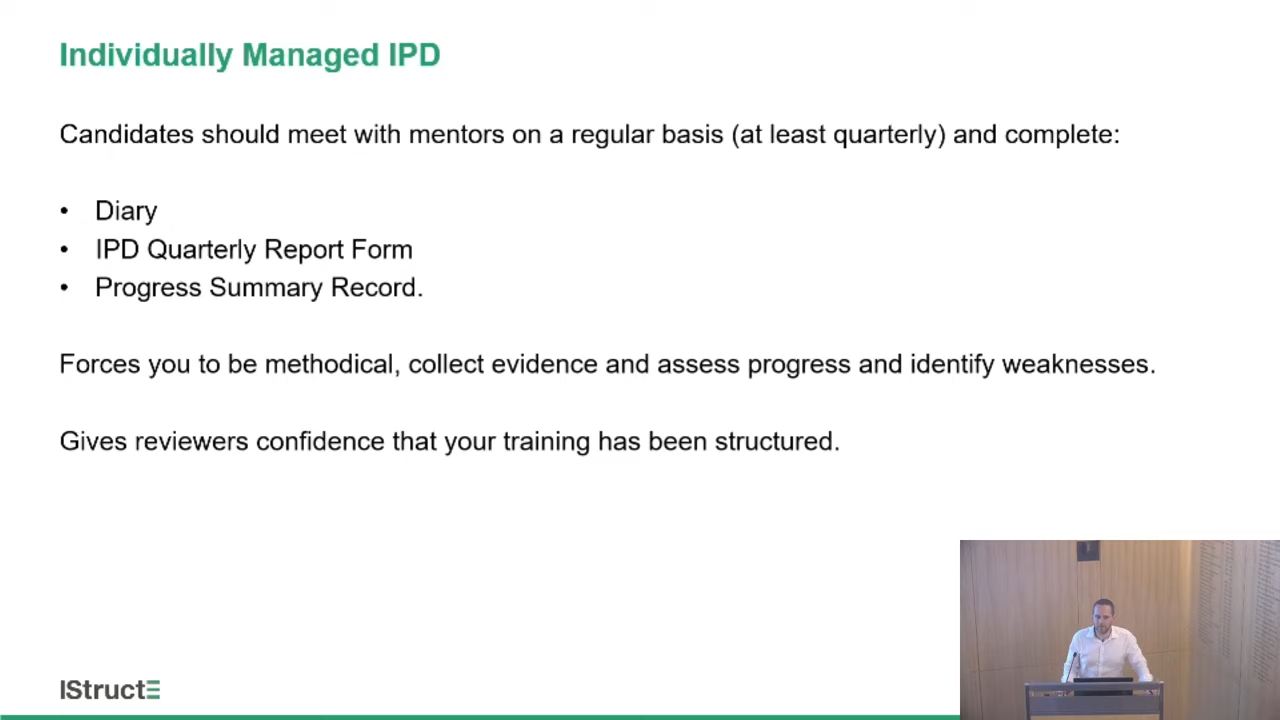 Individually Managed IPD
Candidates should meet with mentors on a regular basis (at least quarterly) and complete:
• Diary
• IPD Quarterly Report Form
• Progress Summary Record.
Forces you to be methodical, collect evidence and assess progress and identify weaknesses.
Gives reviewers confidence that your training has been structured.
IStructE